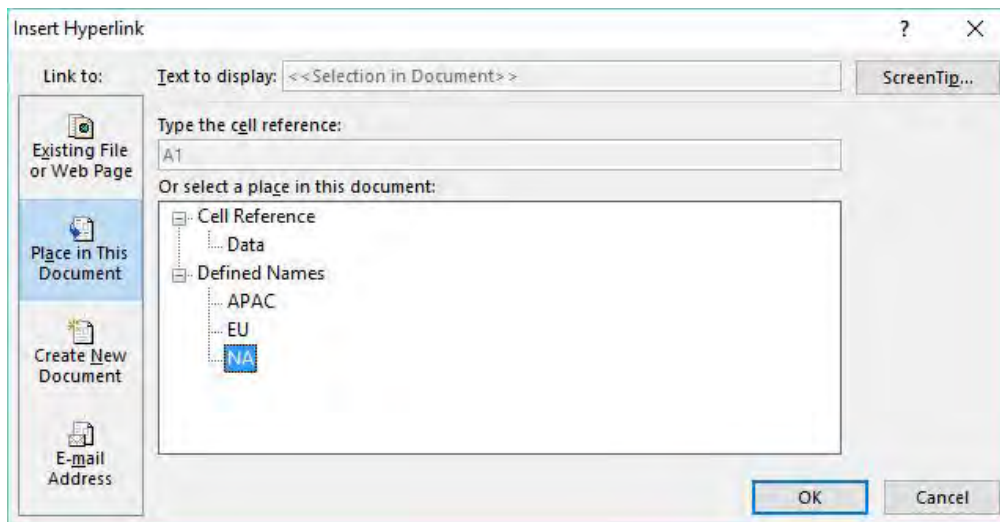 Insert Hyperlink
?
Link to:
Text to display: <<Selection in Document>>
ScreenTip...
Existing File
or Web Page
Place in This
Document
Create New
Document
E-mail
Address
Type the cell reference:
A1
Or select a place in this document:
Cell Reference
Data
Defined Names
APAC
EU
NA
OK
Cancel